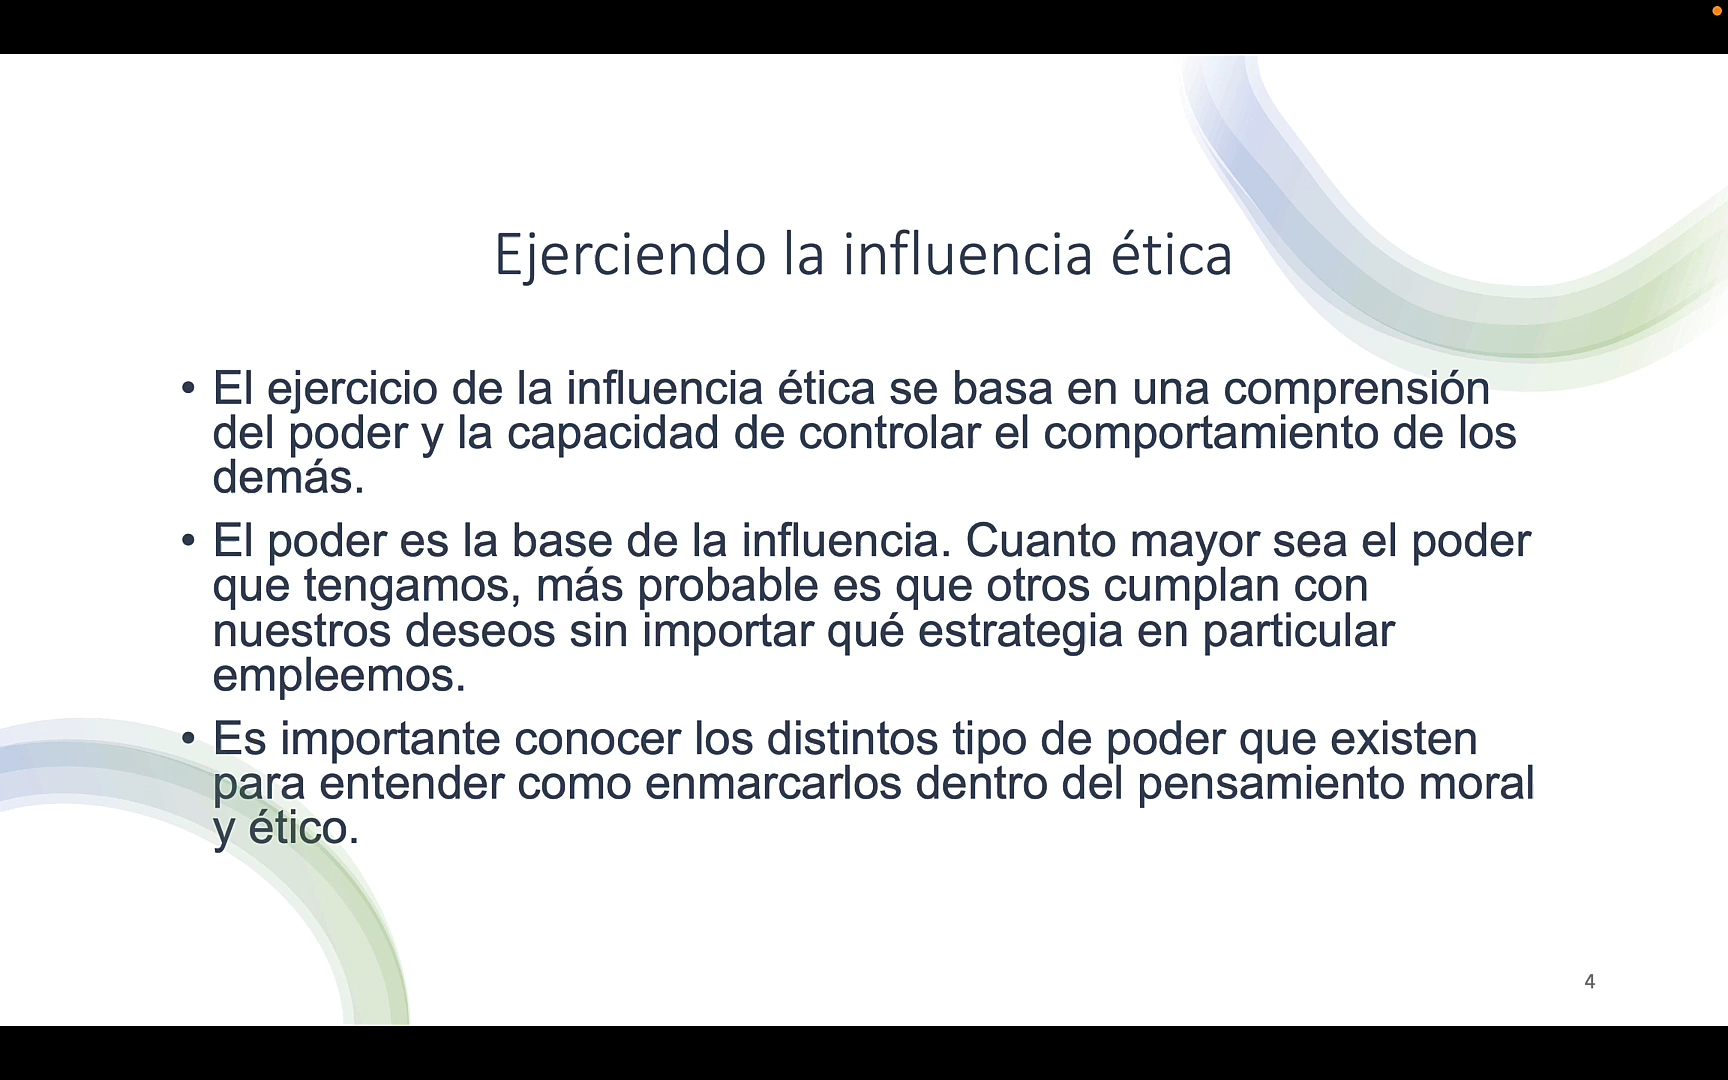 Ejerciendo la influencia ética
• El ejercicio de la influencia ética se basa en una comprensión
del poder y la capacidad de controlar el comportamiento de los
demás.
• El poder es la base de la influencia. Cuanto mayor sea el poder
que tengamos, más probable es que otros cumplan con
nuestros deseos sin importar qué estrategia en particular
empleemos.
• Es importante conocer los distintos tipo de poder que existen
para entender como enmarcarlos dentro del pensamiento moral
y ético.
4